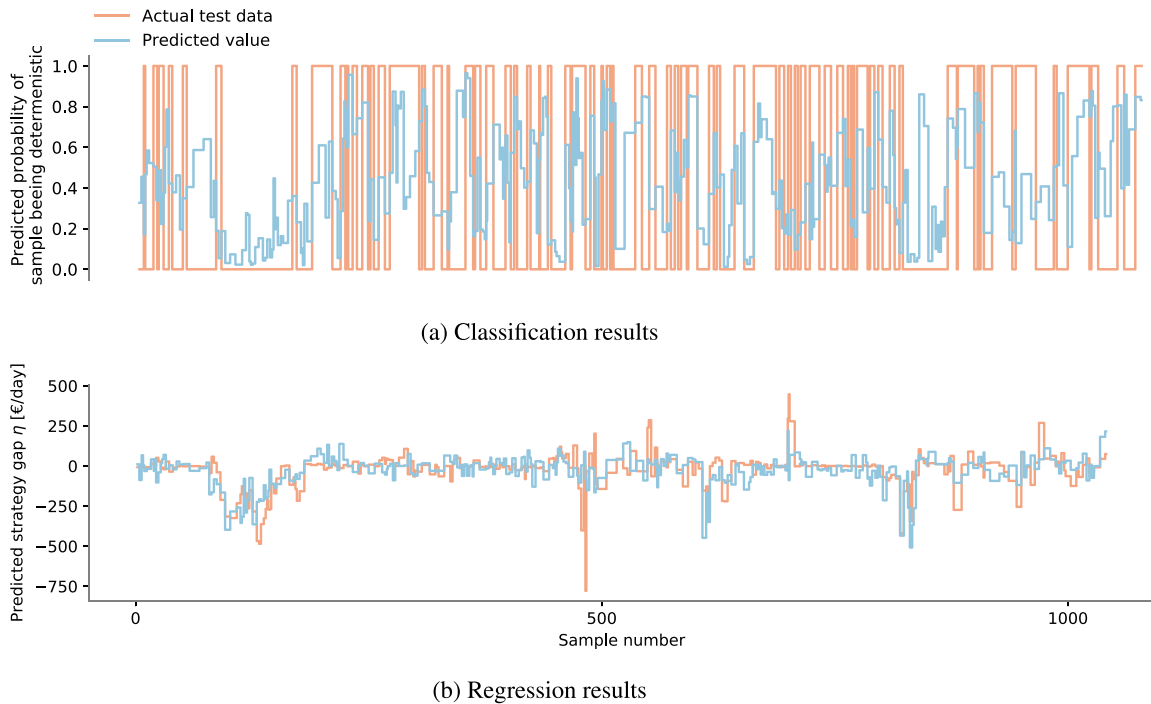 Actual test data
Predicted value
Predicted probability of
sample beeing determenistic
1.0
0.8
0.6
0.4
0.2
0.0
(a) Classification results
Predicted strategy gap η [€/day]
500
250
0
−250
−500
−750
0
500
1000
Sample number
(b) Regression results